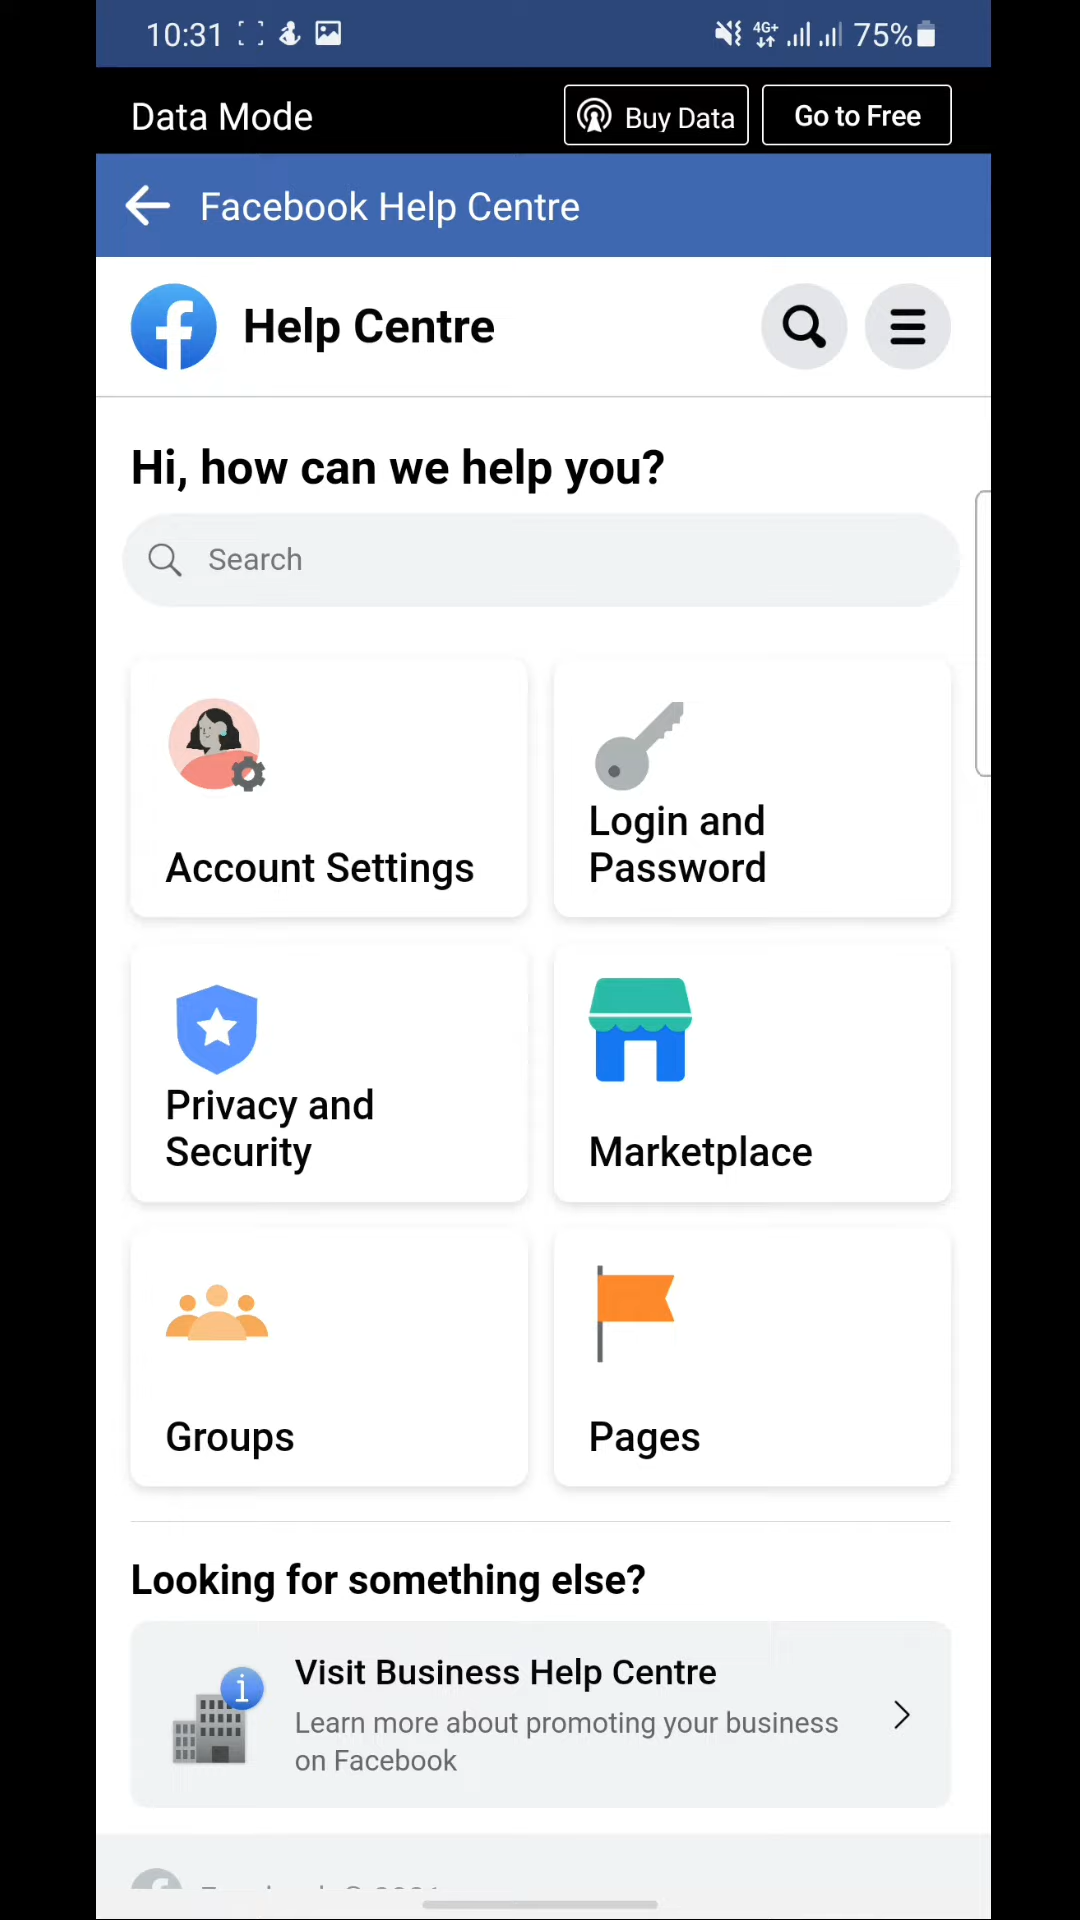 10:31
4G+
75%
Data Mode
Buy Data
Go to Free
Facebook Help Centre
Help Centre
Hi, how can we help you?
Search
Account Settings
Login and
Password
Privacy and
Security
Marketplace
Groups
Pages
Looking for something else?
Visit Business Help Centre
Learn more about promoting your business
on Facebook